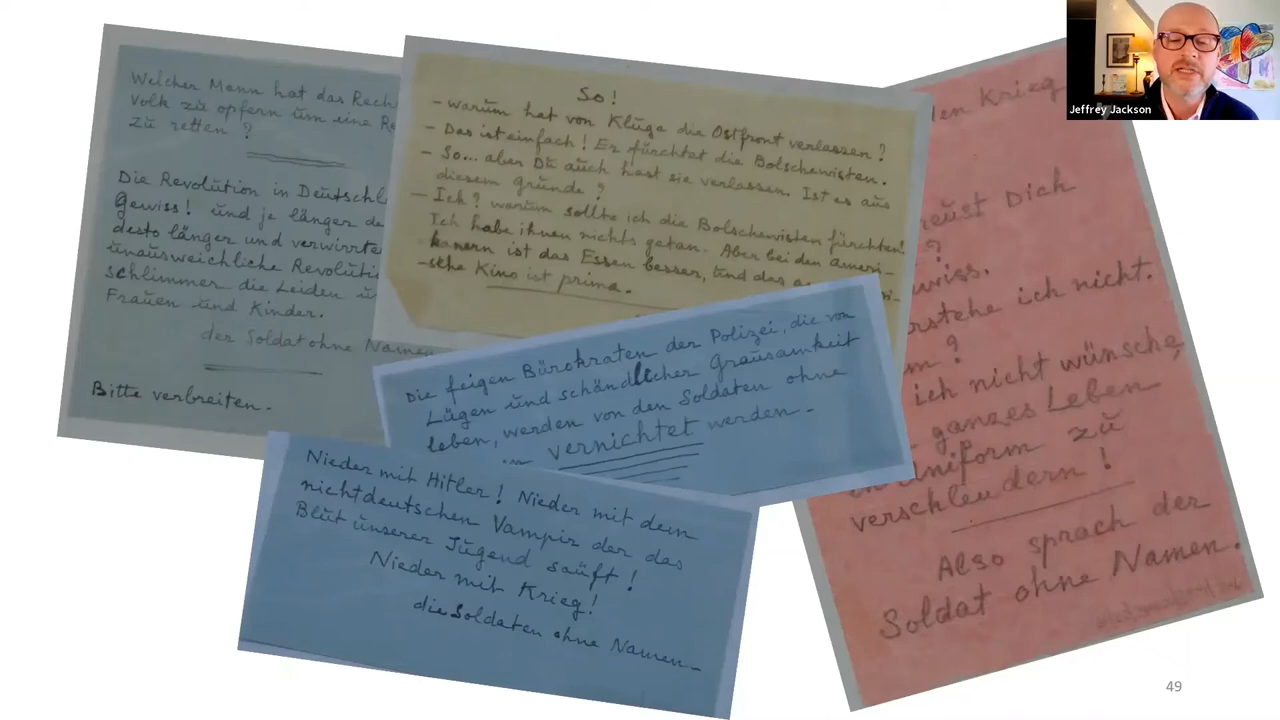 Welcher Mann hat das Rech
Volk zu opfern um eine Re
zu retten ?
Die Revolution in Deutschl
Gewiss! und je länger de
desto länger und verwirrte
unausweichliche Revoluti
schlimmer die Leiden u
Frauen und Kinder.
der Soldat ohne Namen
Bitte verbreiten.
So!
- warum hat von Kluge die Ostfront verlassen ?
- Das ist einfach ! Er fürchtet die Bolschewisten.
- So... aber Du auch hast sie verlassen. Ist es aus
diesem Grunde ?
- Ich ? warum sollte ich die Bolschewisten fürchten!
Ich habe ihnen nichts getan. Aber bei den Ameri-
kanern ist das Essen besser, und das a
-sche Kino ist prima.
Die feigen Bürokraten der Polizei, die von
Lügen und schändlicher Grausamkeit
leben, werden von den Soldaten ohne
vernichtet werden -
Nieder mit Hitler ! Nieder mit dem
nichtdeutschen Vampir der das
Blut unserer Jugend saüft !
Nieder mit Krieg !
die Soldaten ohne Namen -
den Krieg
reust Dich
?
wiss.
rstehe ich nicht.
m ?
ich nicht wünsche,
ganzes Leben
in Uniform zu
verschleudern !
Also sprach der
Soldat ohne Namen.
Jeffrey Jackson
49